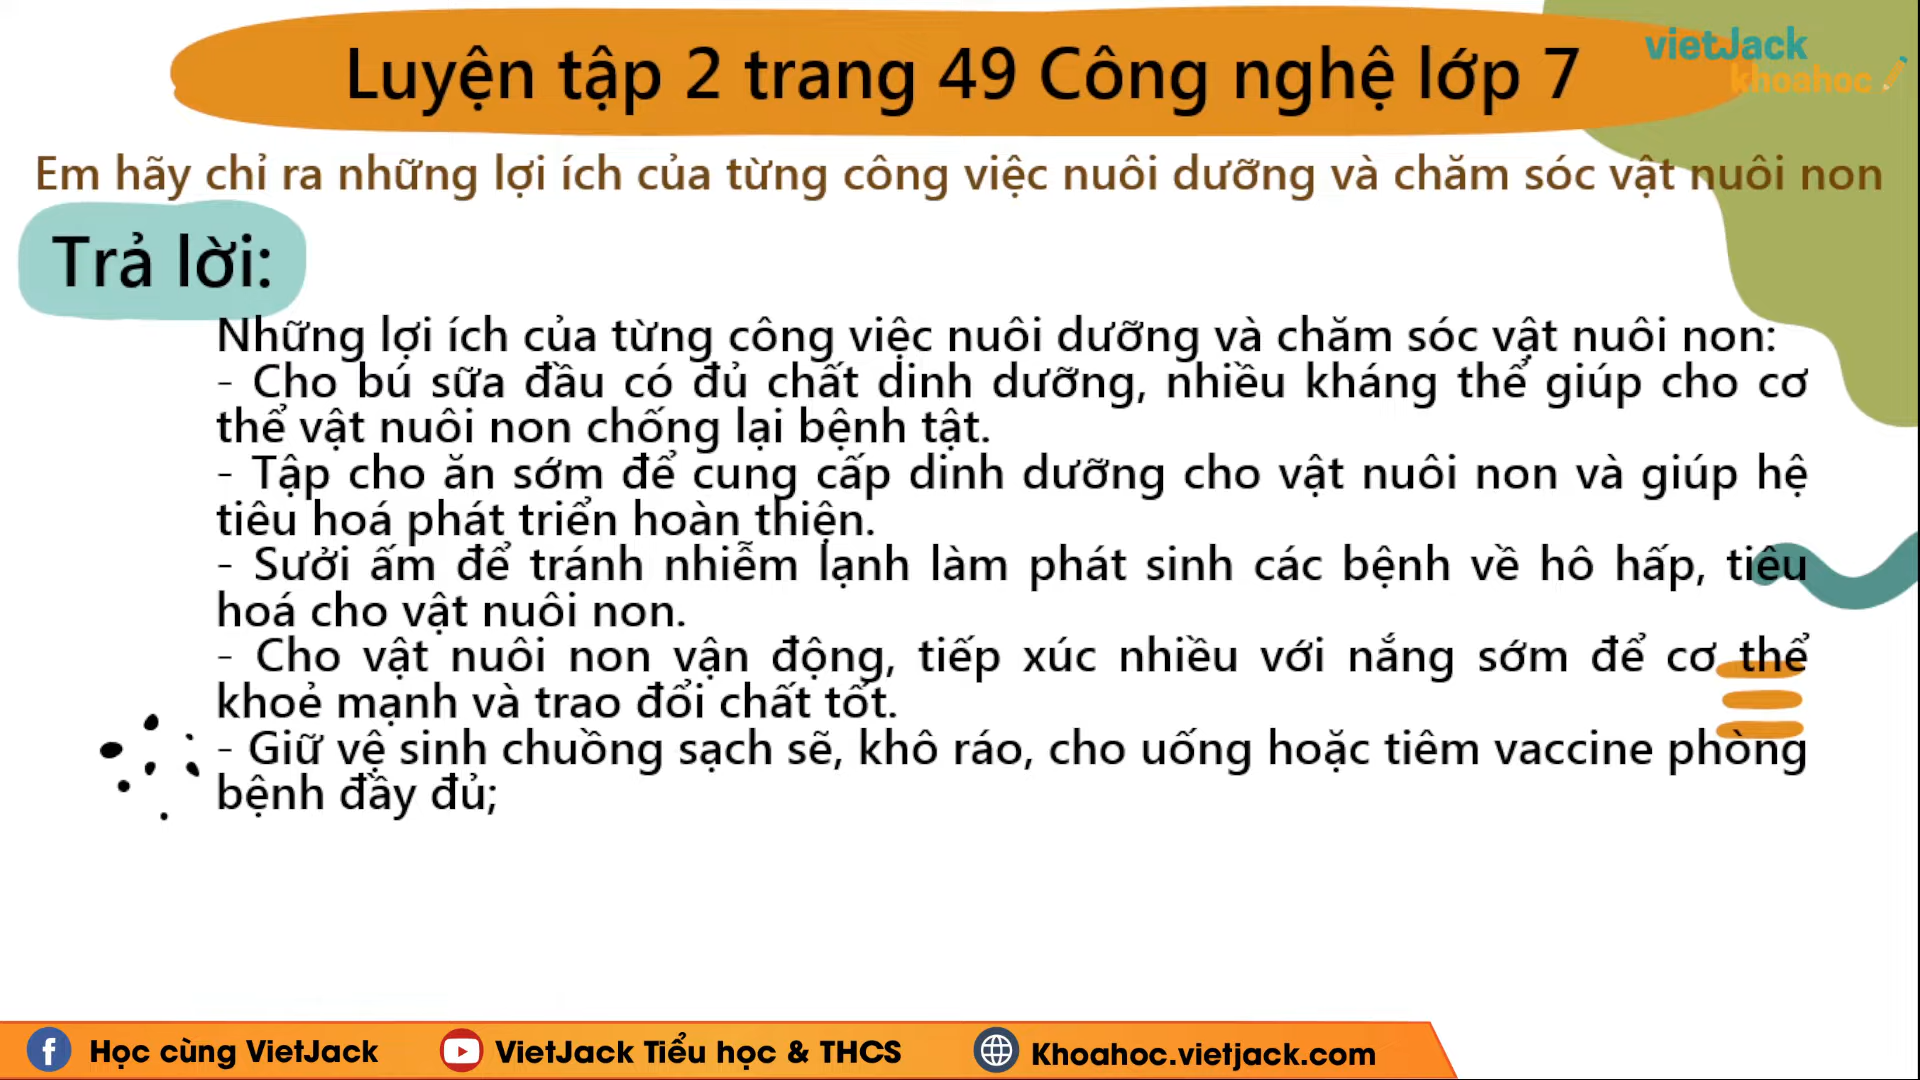 Luyện tập 2 trang 49 Công nghệ lớp 7
vietJack
khoahoc
Em hãy chỉ ra những lợi ích của từng công việc nuôi dưỡng và chăm sóc vật nuôi non
Trả lời:
Những lợi ích của từng công việc nuôi dưỡng và chăm sóc vật nuôi non:
- Cho bú sữa đầu có đủ chất dinh dưỡng, nhiều kháng thể giúp cho cơ
thể vật nuôi non chống lại bệnh tật.
- Tập cho ăn sớm để cung cấp dinh dưỡng cho vật nuôi non và giúp hệ
tiêu hoá phát triển hoàn thiện.
- Sưởi ấm để tránh nhiễm lạnh làm phát sinh các bệnh về hô hấp, tiêu
hoá cho vật nuôi non.
- Cho vật nuôi non vận động, tiếp xúc nhiều với nắng sớm để cơ thể
khoẻ mạnh và trao đổi chất tốt.
- Giữ vệ sinh chuồng sạch sẽ, khô ráo, cho uống hoặc tiêm vaccine phòng
bệnh đầy đủ;
Học cùng VietJack
VietJack Tiểu học & THCS
Khoahoc.vietjack.com